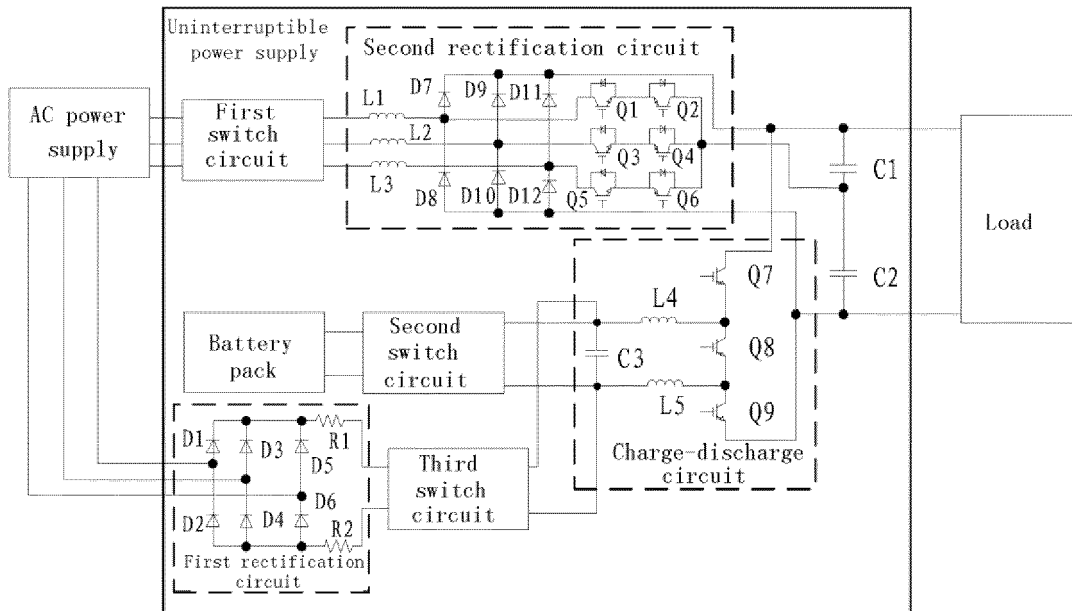 Uninterruptible
power supply
Second rectification circuit
AC power
supply
First
switch
circuit
L1
L2
L3
D7
D9
D11
D8
D10
D12
Q1
Q2
Q3
Q4
Q5
Q6
C1
C2
Load
Battery
pack
Second
switch
circuit
C3
L4
L5
Q7
Q8
Q9
Charge-discharge
circuit
D1
D3
D5
R1
D2
D4
D6
R2
First rectification
circuit
Third
switch
circuit